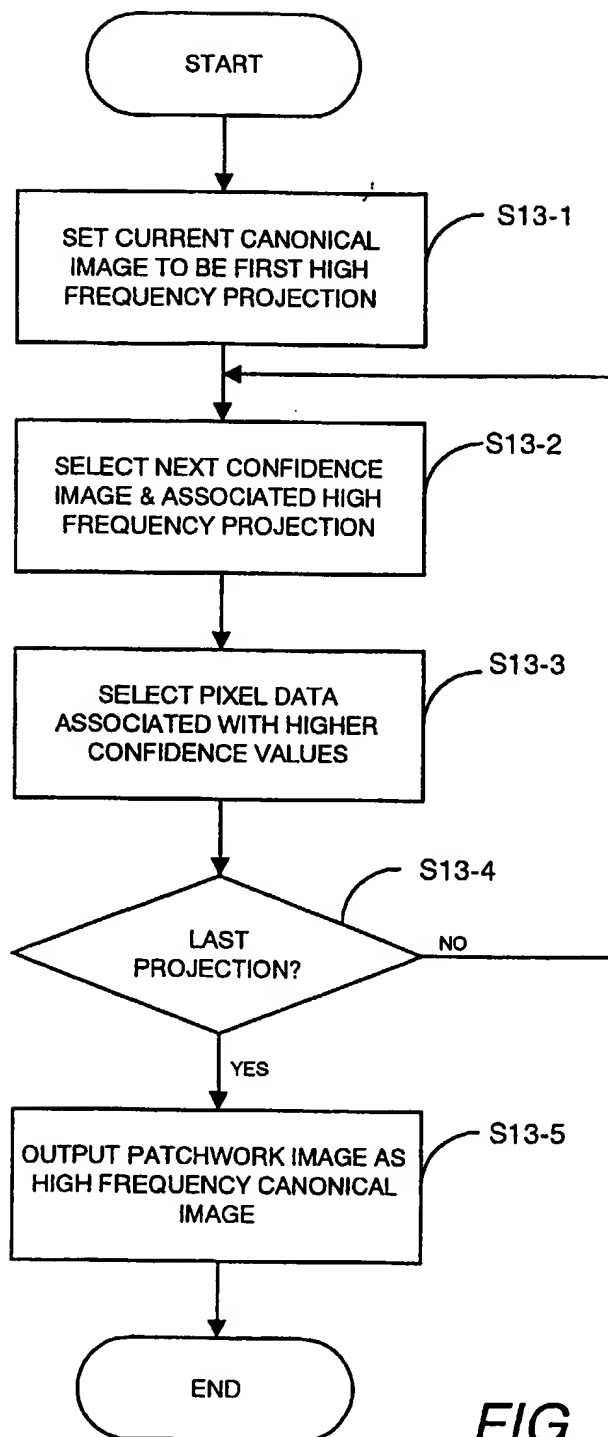 START
SET CURRENT CANONICAL
IMAGE TO BE FIRST HIGH
FREQUENCY PROJECTION
S13-1
SELECT NEXT CONFIDENCE
IMAGE & ASSOCIATED HIGH
FREQUENCY PROJECTION
S13-2
SELECT PIXEL DATA
ASSOCIATED WITH HIGHER
CONFIDENCE VALUES
S13-3
LAST
PROJECTION?
S13-4
NO
YES
OUTPUT PATCHWORK IMAGE AS
HIGH FREQUENCY CANONICAL
IMAGE
S13-5
END
FIG